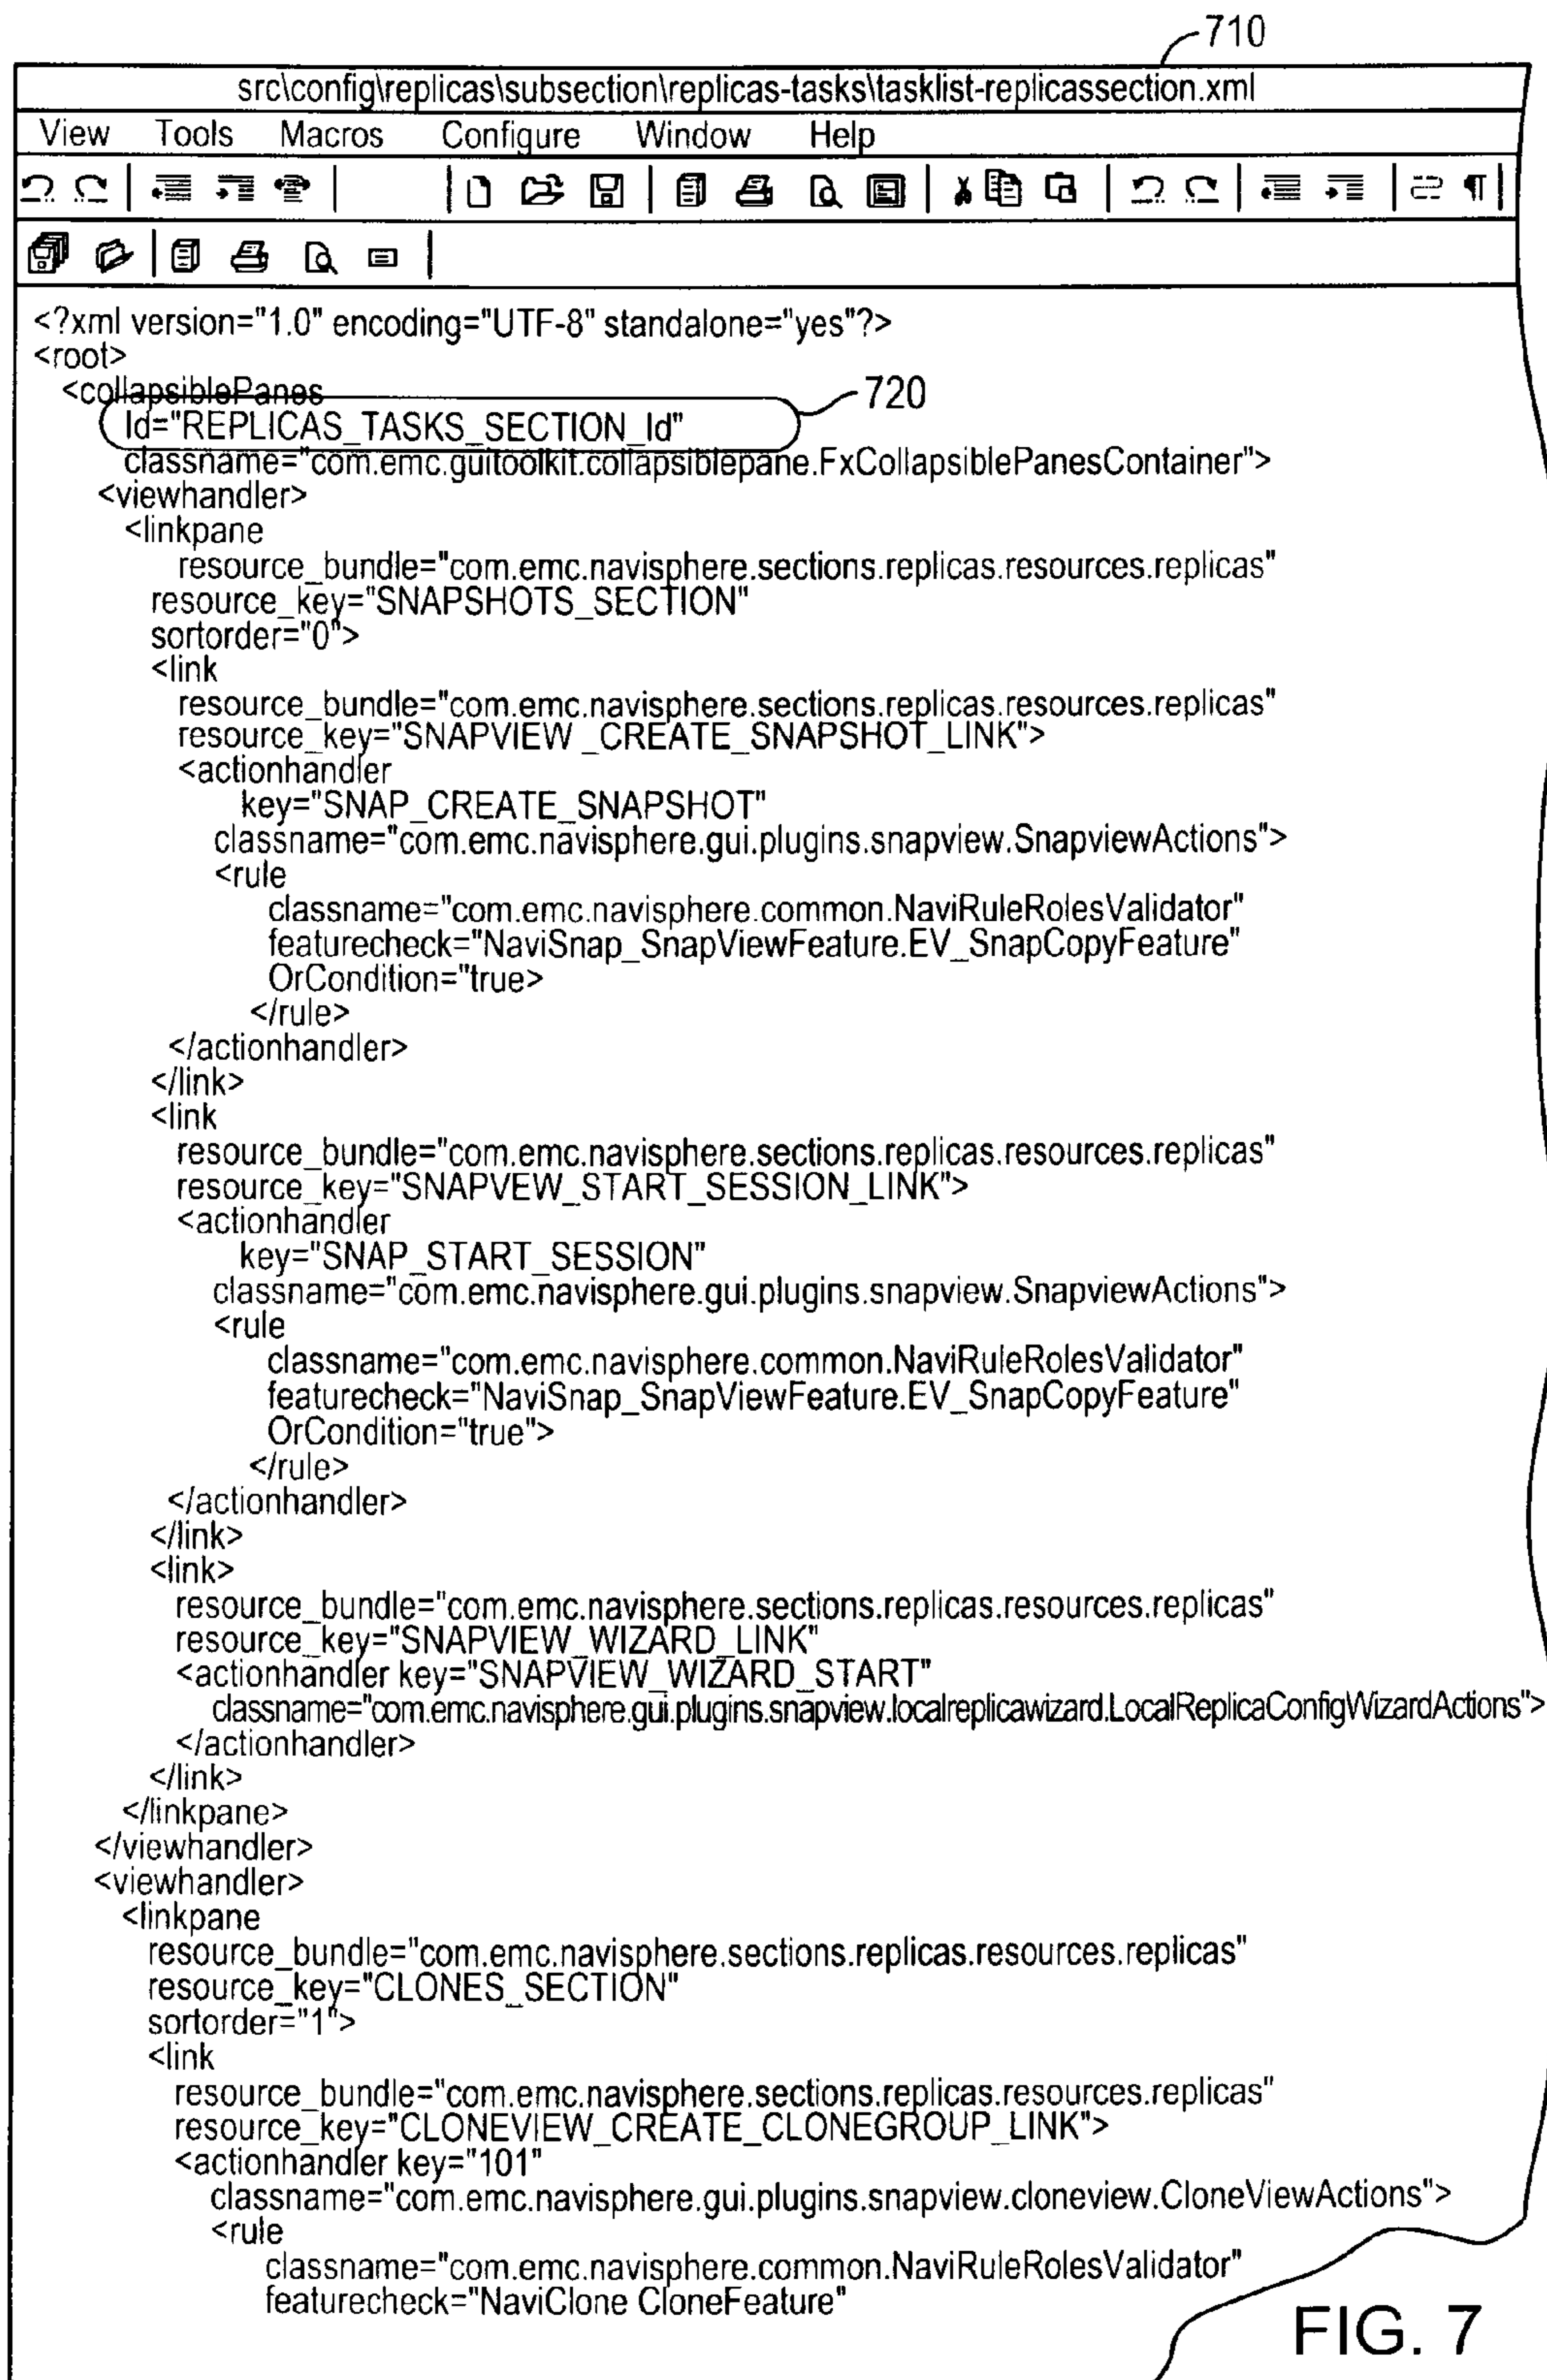 710
src\config\replicas\subsection\replicas-tasks\tasklist-replicassection.xml
View Tools Macros Configure Window Help
<?xml version="1.0" encoding="UTF-8" standalone="yes"?>
<root>
<collapsiblePanes
720
Id="REPLICAS_TASKS_SECTION_Id"
classname="com.emc.guitoolkit.collapsiblepane.FxCollapsiblePanesContainer">
<viewhandler>
<linkpane
resource_bundle="com.emc.navisphere.sections.replicas.resources.replicas"
resource_key="SNAPSHOTS_SECTION"
sortorder="0">
<link
resource_bundle="com.emc.navisphere.sections.replicas.resources.replicas"
resource_key="SNAPVIEW _CREATE_SNAPSHOT_LINK">
<actionhandler
key="SNAP_CREATE_SNAPSHOT"
classname="com.emc.navisphere.gui.plugins.snapview.SnapviewActions">
<rule
classname="com.emc.navisphere.common.NaviRuleRolesValidator"
featurecheck="NaviSnap_SnapViewFeature.EV_SnapCopyFeature"
OrCondition="true>
</rule>
</actionhandler>
</link>
<link
resource_bundle="com.emc.navisphere.sections.replicas.resources.replicas"
resource_key="SNAPVEW_START_SESSION_LINK">
<actionhandler
key="SNAP_START_SESSION"
classname="com.emc.navisphere.gui.plugins.snapview.SnapviewActions">
<rule
classname="com.emc.navisphere.common.NaviRuleRolesValidator"
featurecheck="NaviSnap_SnapViewFeature.EV_SnapCopyFeature"
OrCondition="true">
</rule>
</actionhandler>
</link>
<link>
resource_bundle="com.emc.navisphere.sections.replicas.resources.replicas"
resource_key="SNAPVIEW_WIZARD_LINK"
<actionhandler key="SNAPVIEW_WIZARD_START"
classname="com.emc.navisphere.gui.plugins.snapview.localreplicawizard.LocalReplicaConfigWizardActions">
</actionhandler>
</link>
</linkpane>
</viewhandler>
<viewhandler>
<linkpane
resource_bundle="com.emc.navisphere.sections.replicas.resources.replicas"
resource_key="CLONES_SECTION"
sortorder="1">
<link
resource_bundle="com.emc.navisphere.sections.replicas.resources.replicas"
resource_key="CLONEVIEW_CREATE_CLONEGROUP_LINK">
<actionhandler key="101"
classname="com.emc.navisphere.gui.plugins.snapview.cloneview.CloneViewActions">
<rule
classname="com.emc.navisphere.common.NaviRuleRolesValidator"
featurecheck="NaviClone CloneFeature"
FIG. 7